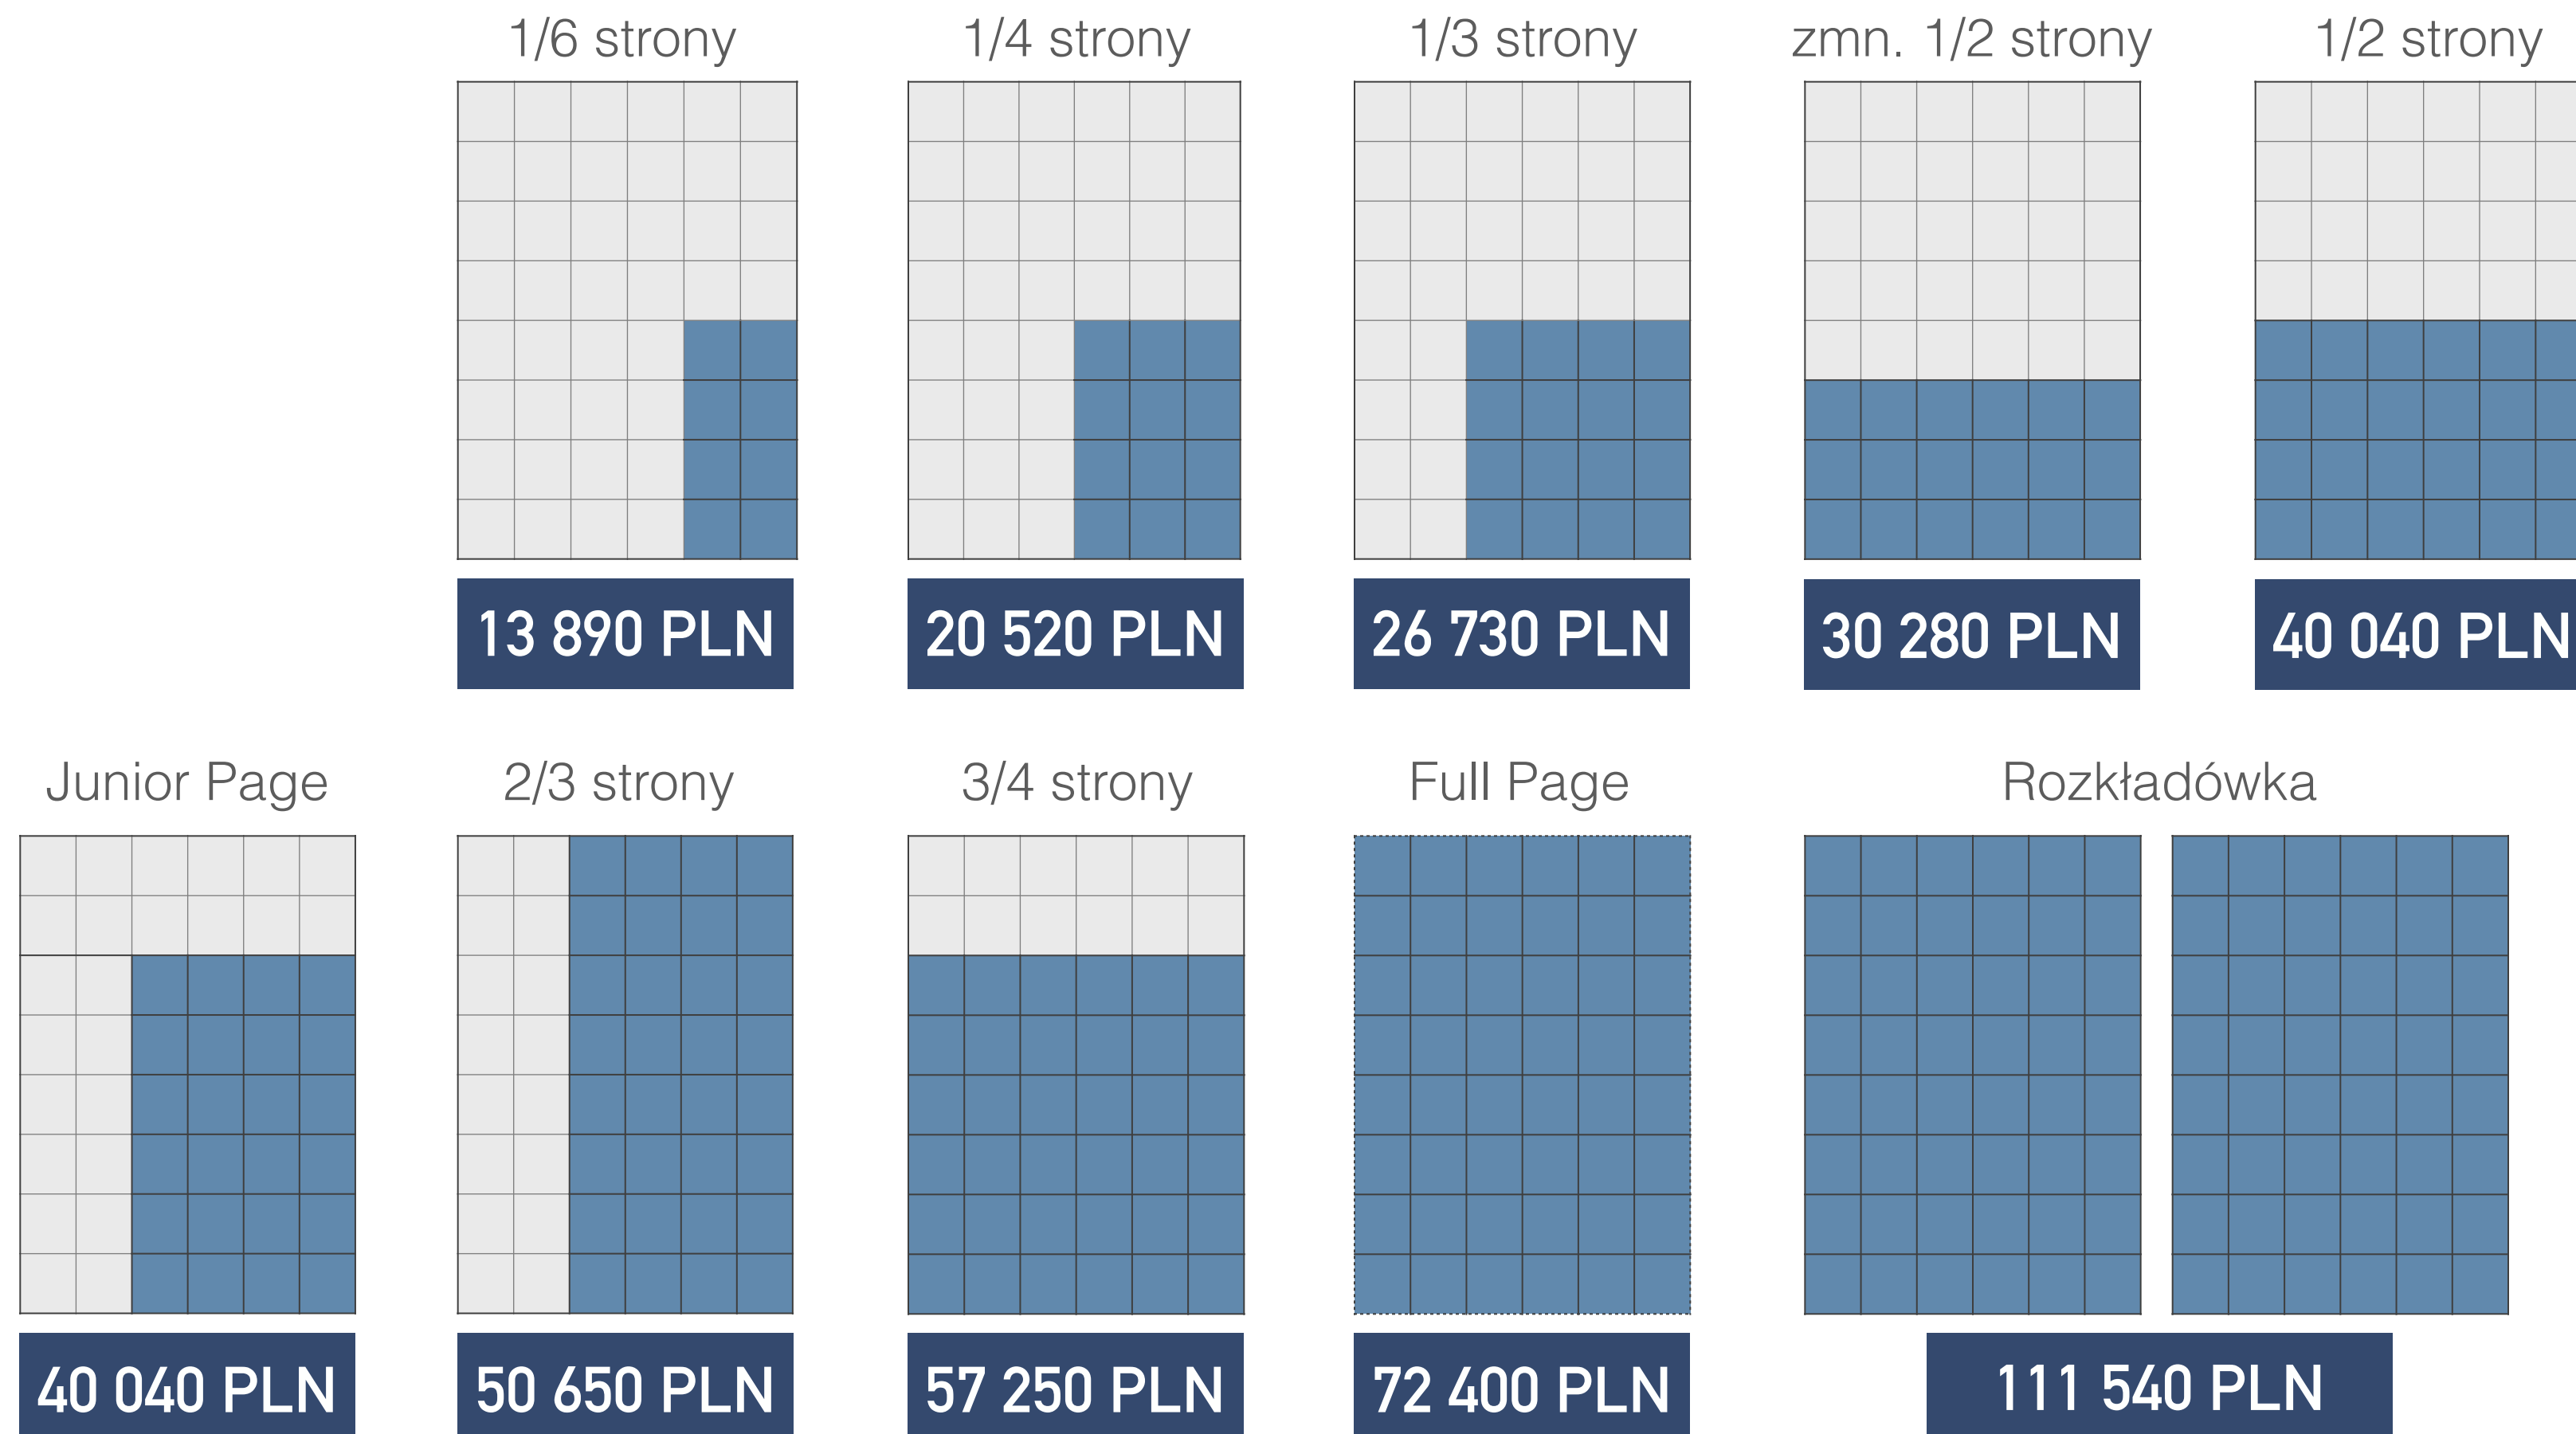 1/6 strony
1/4 strony
1/3 strony
zmn. 1/2 strony
1/2 strony
13 890 PLN
20 520 PLN
26 730 PLN
30 280 PLN
40 040 PLN
Junior Page
2/3 strony
3/4 strony
Full Page
Rozkładówka
40 040 PLN
50 650 PLN
57 250 PLN
72 400 PLN
111 540 PLN